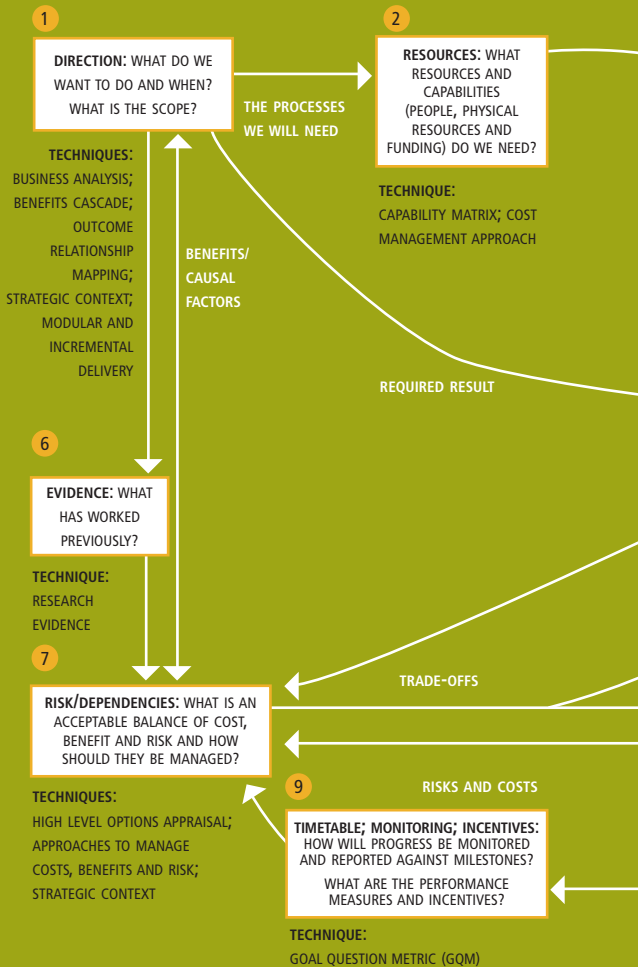 1
DIRECTION: WHAT DO WE
WANT TO DO AND WHEN?
WHAT IS THE SCOPE?
THE PROCESSES
WE WILL NEED
2
RESOURCES: WHAT
RESOURCES AND
CAPABILITIES
(PEOPLE, PHYSICAL
RESOURCES AND
FUNDING) DO WE NEED?
TECHNIQUE:
CAPABILITY MATRIX; COST
MANAGEMENT APPROACH
TECHNIQUES:
BUSINESS ANALYSIS;
BENEFITS CASCADE;
OUTCOME
RELATIONSHIP
MAPPING;
STRATEGIC CONTEXT;
MODULAR AND
INCREMENTAL
DELIVERY
BENEFITS/
CAUSAL
FACTORS
REQUIRED RESULT
6
EVIDENCE: WHAT
HAS WORKED
PREVIOUSLY?
TECHNIQUE:
RESEARCH
EVIDENCE
7
RISK/DEPENDENCIES: WHAT IS AN
ACCEPTABLE BALANCE OF COST,
BENEFIT AND RISK AND HOW
SHOULD THEY BE MANAGED?
TECHNIQUES:
HIGH LEVEL OPTIONS APPRAISAL;
APPROACHES TO MANAGE
COSTS, BENEFITS AND RISK;
STRATEGIC CONTEXT
TRADE-OFFS
RISKS AND COSTS
9
TIMETABLE; MONITORING; INCENTIVES:
HOW WILL PROGRESS BE MONITORED
AND REPORTED AGAINST MILESTONES?
WHAT ARE THE PERFORMANCE
MEASURES AND INCENTIVES?
TECHNIQUE:
GOAL QUESTION METRIC (GQM)